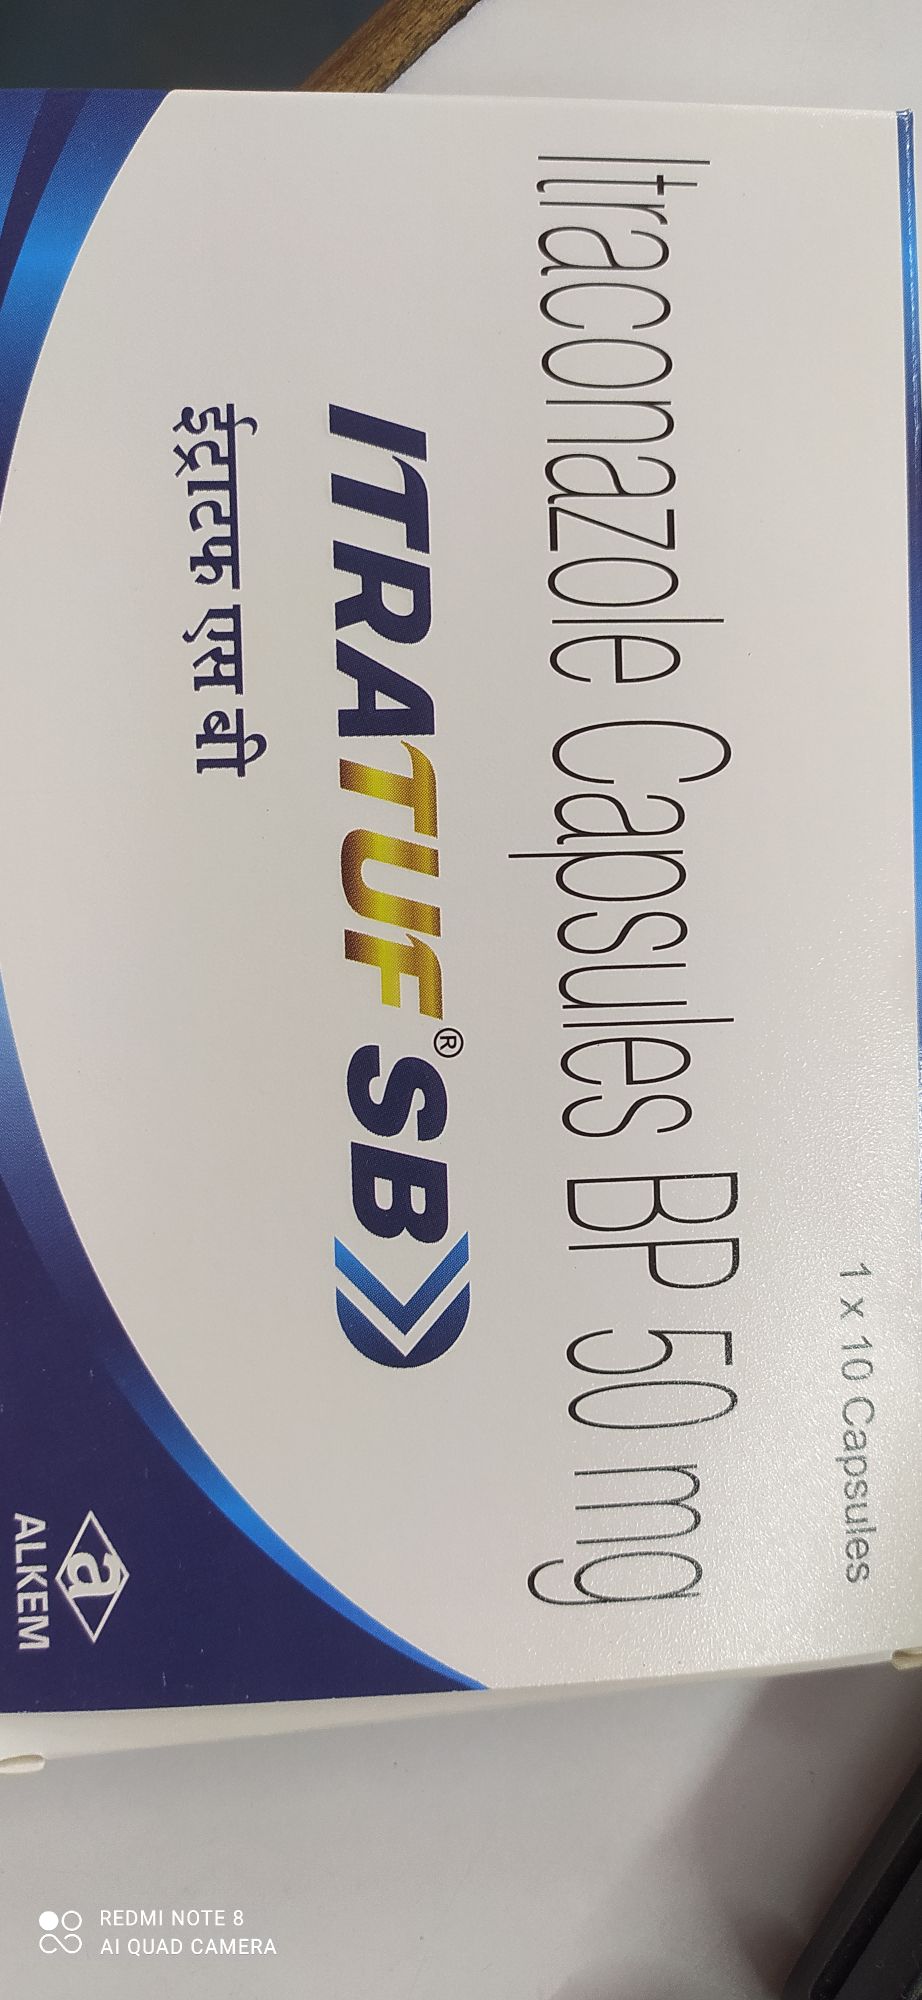 1 x 10 Capsules
Itraconazole Capsules BP 50 mg
ITRATUF® SB
ईट्राटफ एस बी
a
ALKEM
REDMI NOTE 8
AI QUAD CAMERA